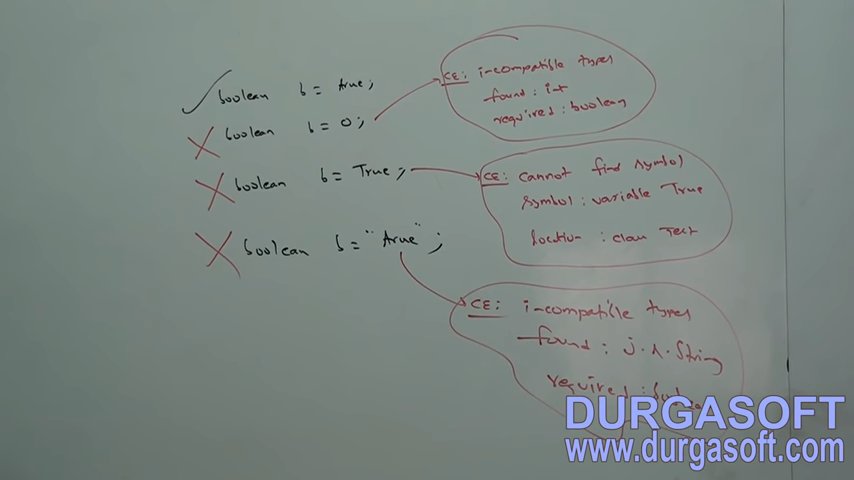 boolean b = true;
CE: incompatible types
found : int
required : boolean
boolean b = 0;
boolean b = True;
CE: cannot find symbol
symbol : variable True
location : class Test
boolean b = "true";
CE: incompatible types
found : j.l.String
required :
DURGASOFT
www.durgasoft.com